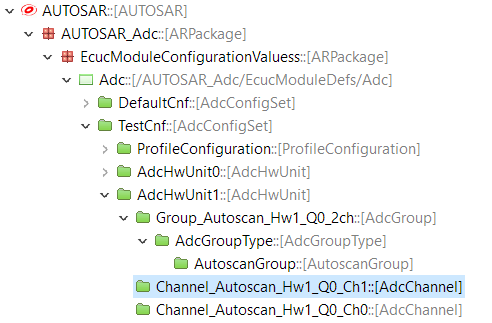 AUTOSAR::[AUTOSAR]
AUTOSAR_Adc::[ARPackage]
EcucModuleConfigurationValuess::[ARPackage]
Adc::[/AUTOSAR_Adc/EcucModuleDefs/Adc]
DefaultCnf::[AdcConfigSet]
TestCnf::[AdcConfigSet]
ProfileConfiguration::[ProfileConfiguration]
AdcHwUnit0::[AdcHwUnit]
AdcHwUnit1::[AdcHwUnit]
Group_Autoscan_Hw1_Q0_2ch::[AdcGroup]
AdcGroupType::[AdcGroupType]
AutoscanGroup::[AutoscanGroup]
Channel_Autoscan_Hw1_Q0_Ch1::[AdcChannel]
Channel_Autoscan_Hw1_Q0_Ch0::[AdcChannel]